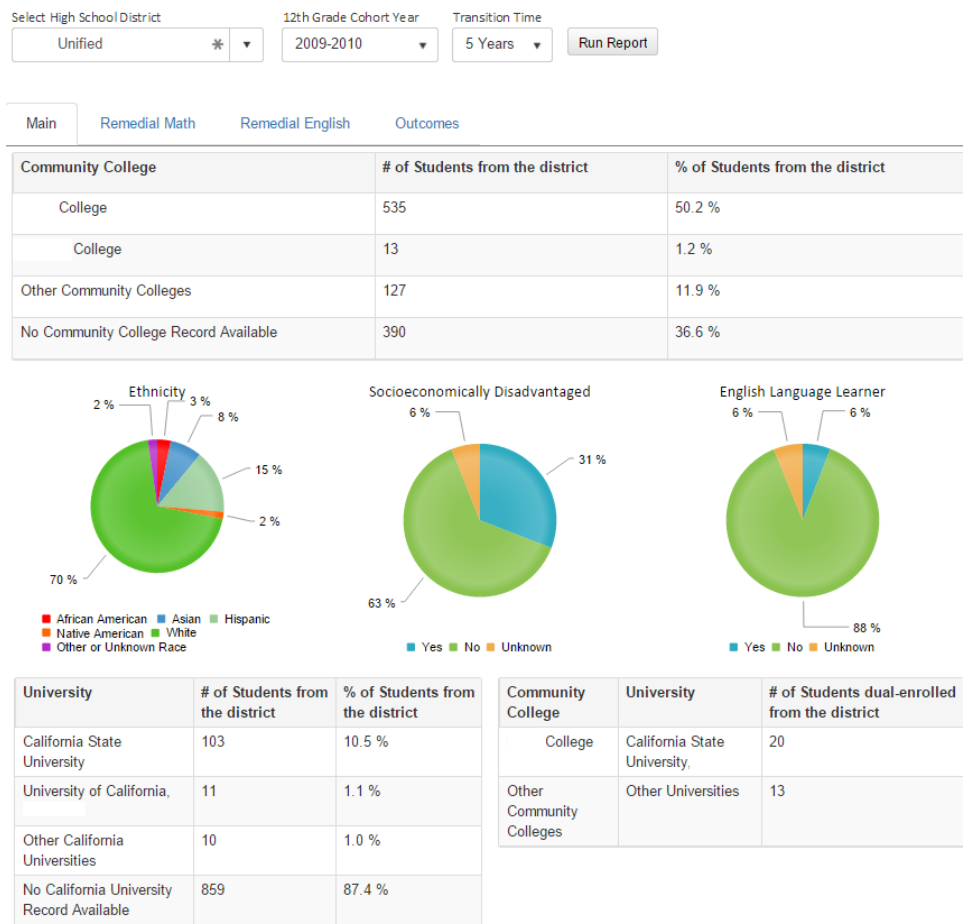 Select High School District
12th Grade Cohort Year
Transition Time
Unified
2009-2010
5 Years
Run Report
Main
Remedial Math
Remedial English
Outcomes
Community College
# of Students from the district
% of Students from the district
College
535
50.2 %
College
13
1.2 %
Other Community Colleges
127
11.9 %
No Community College Record Available
390
36.6 %
Ethnicity
2 %
3 %
8 %
15 %
2 %
70 %
African American
Asian
Hispanic
Native American
White
Other or Unknown Race
Socioeconomically Disadvantaged
6 %
31 %
63 %
Yes
No
Unknown
English Language Learner
6 %
6 %
88 %
Yes
No
Unknown
University
# of Students from
the district
% of Students from
the district
California State
University
103
10.5 %
University of California,
11
1.1 %
Other California
Universities
10
1.0 %
No California University
Record Available
859
87.4 %
Community
College
University
# of Students dual-enrolled
from the district
College
California State
University,
20
Other
Community
Colleges
Other Universities
13